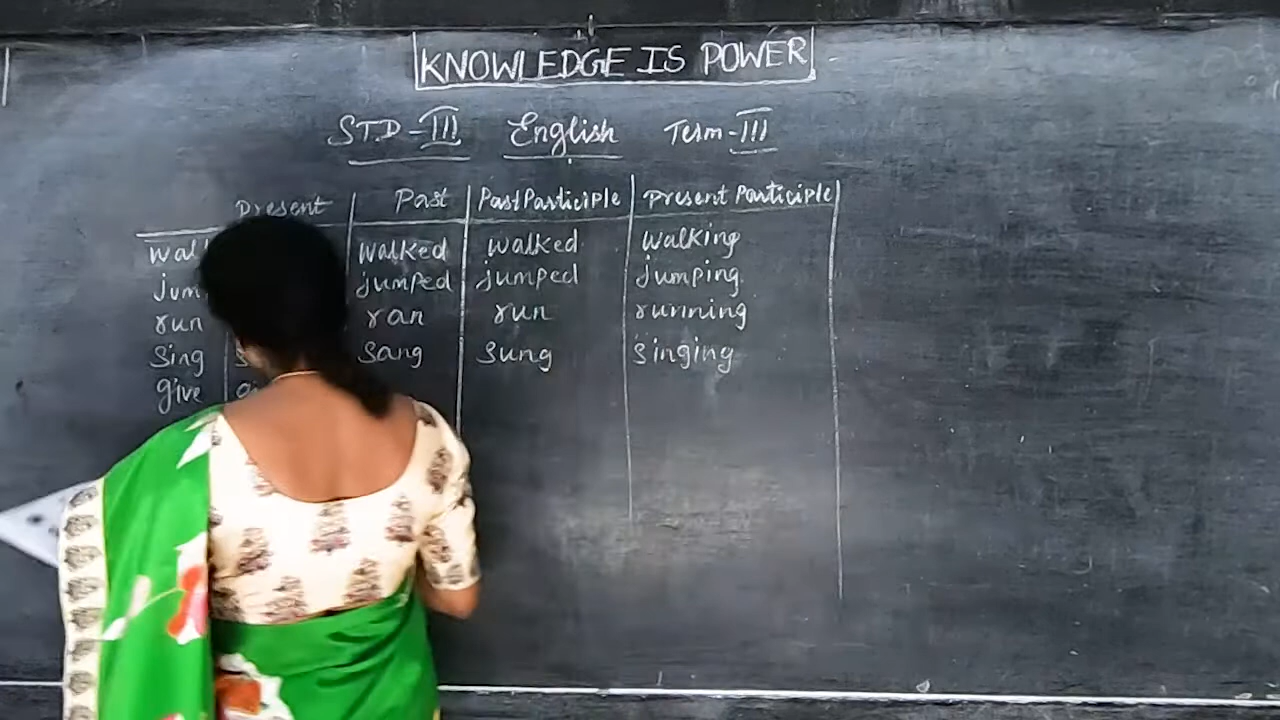 KNOWLEDGE IS POWER
STD-III English Term-III
Present Past Past Participle Present Participle
walked walked walking
jumped jumped jumping
run ran run running
sing sang sung singing
give